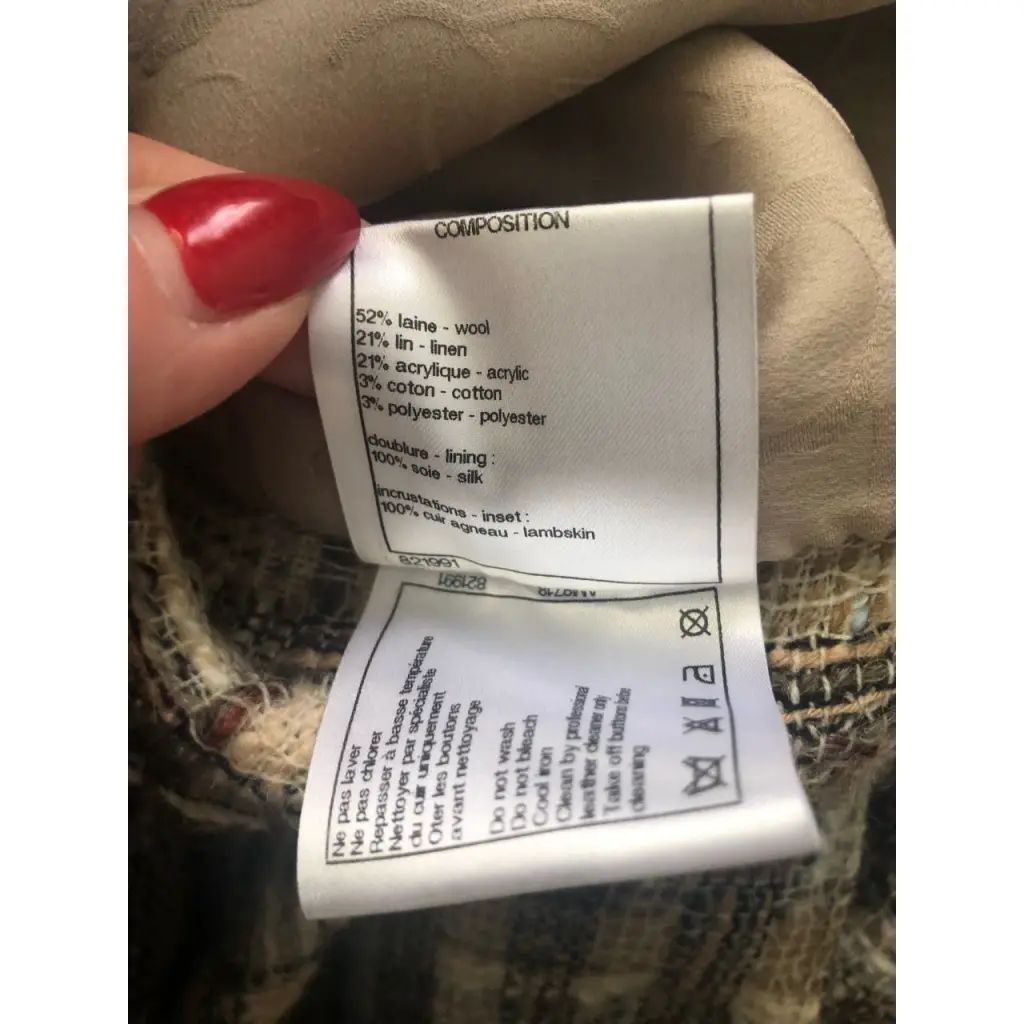 COMPOSITION
52% laine - wool
21% lin - linen
21% acrylique - acrylic
3% coton - cotton
3% polyester - polyester
doublure - lining :
100% soie - silk
incrustations - inset :
100% cuir agneau - lambskin
821991
821991
Ne pas laver
Ne pas chlorer
Repasser à basse température
Nettoyer par spécialiste
du cuir uniquement
Oter les boutons
avant nettoyage
Do not wash
Do not bleach
Cool iron
Clean by professional
leather cleaner only
Take off buttons before
cleaning